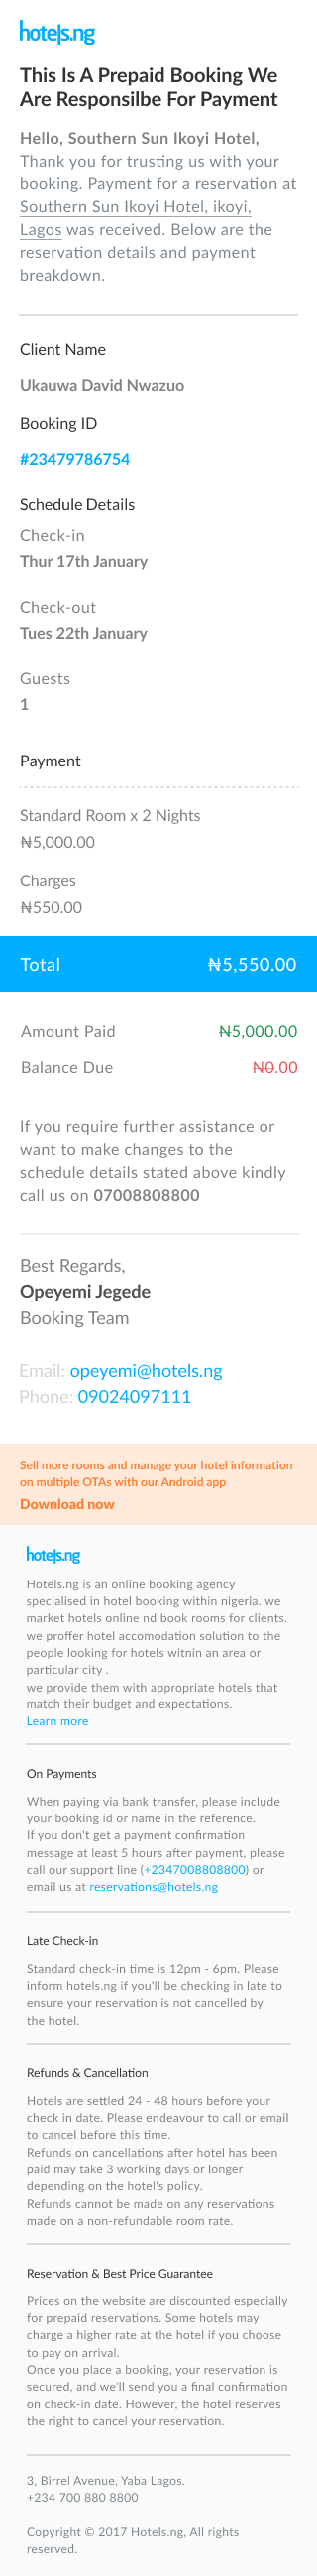 hotels.ng
This Is A Prepaid Booking We
Are Responsilbe For Payment
Hello, Southern Sun Ikoyi Hotel,
Thank you for trusting us with your
booking. Payment for a reservation at
Southern Sun Ikoyi Hotel, ikoyi,
Lagos was received. Below are the
reservation details and payment
breakdown.
Client Name
Ukauwa David Nwazuo
Booking ID
#23479786754
Schedule Details
Check-in
Thur 17th January
Check-out
Tues 22th January
Guests
1
Payment
Standard Room x 2 Nights
₦5,000.00
Charges
₦550.00
Total ₦5,550.00
Amount Paid ₦5,000.00
Balance Due ₦0.00
If you require further assistance or
want to make changes to the
schedule details stated above kindly
call us on 07008808800
Best Regards,
Opeyemi Jegede
Booking Team
Email: opeyemi@hotels.ng
Phone: 09024097111
Sell more rooms and manage your hotel information
on multiple OTAs with our Android app
Download now
hotels.ng
Hotels.ng is an online booking agency
specialised in hotel booking within nigeria. we
market hotels online nd book rooms for clients.
we proffer hotel accomodation solution to the
people looking for hotels witnin an area or
particular city .
we provide them with appropriate hotels that
match their budget and expectations.
Learn more
On Payments
When paying via bank transfer, please include
your booking id or name in the reference.
If you don't get a payment confirmation
message at least 5 hours after payment, please
call our support line (+2347008808800) or
email us at reservations@hotels.ng
Late Check-in
Standard check-in time is 12pm - 6pm. Please
inform hotels.ng if you'll be checking in late to
ensure your reservation is not cancelled by
the hotel.
Refunds & Cancellation
Hotels are settled 24 - 48 hours before your
check in date. Please endeavour to call or email
to cancel before this time.
Refunds on cancellations after hotel has been
paid may take 3 working days or longer
depending on the hotel's policy.
Refunds cannot be made on any reservations
made on a non-refundable room rate.
Reservation & Best Price Guarantee
Prices on the website are discounted especially
for prepaid reservations. Some hotels may
charge a higher rate at the hotel if you choose
to pay on arrival.
Once you place a booking, your reservation is
secured, and we'll send you a final confirmation
on check-in date. However, the hotel reserves
the right to cancel your reservation.
3, Birrel Avenue, Yaba Lagos.
+234 700 880 8800
Copyright © 2017 Hotels.ng, All rights
reserved.